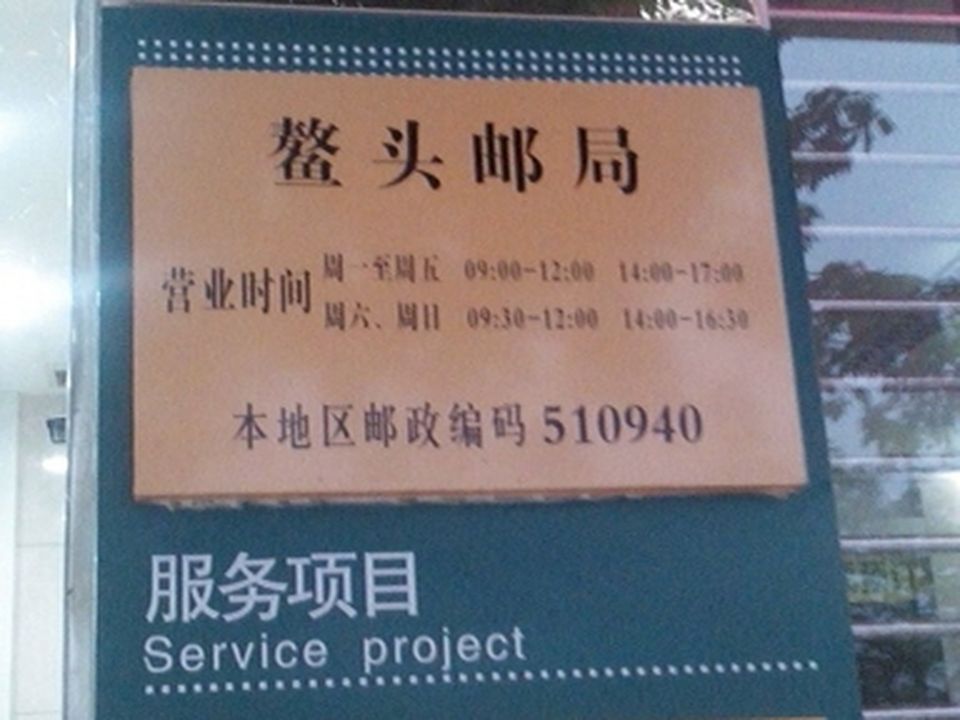 鳌头邮局
营业时间
周一至周五 09:00-12:00 14:00-17:00
周六、周日 09:30-12:00 14:00-16:30
本地区邮政编码 510940
服务项目
Service project